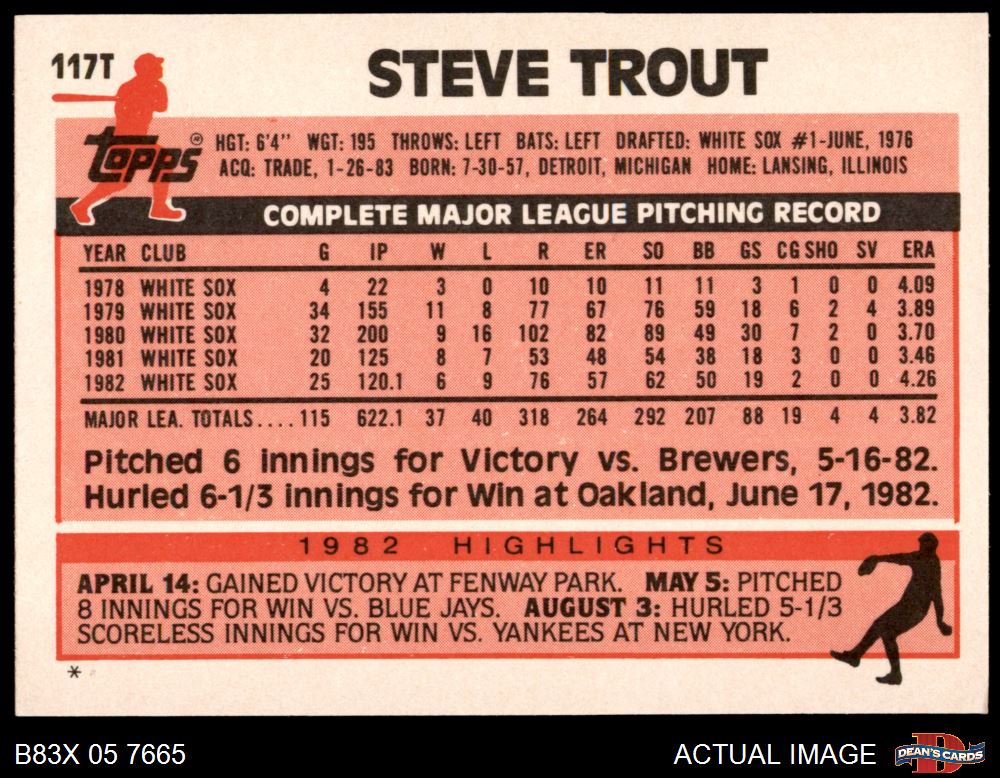 117T
STEVE TROUT
topps®
HGT: 6'4" WGT: 195 THROWS: LEFT BATS: LEFT DRAFTED: WHITE SOX #1-JUNE, 1976
ACQ: TRADE, 1-26-83 BORN: 7-30-57, DETROIT, MICHIGAN HOME: LANSING, ILLINOIS
COMPLETE MAJOR LEAGUE PITCHING RECORD
YEAR CLUB G IP W L R ER SO BB GS CG SHO SV ERA
1978 WHITE SOX 4 22 3 0 10 10 11 11 3 1 0 0 4.09
1979 WHITE SOX 34 155 11 8 77 67 76 59 18 6 2 4 3.89
1980 WHITE SOX 32 200 9 16 102 82 89 49 30 7 2 0 3.70
1981 WHITE SOX 20 125 8 7 53 48 54 38 18 3 0 0 3.46
1982 WHITE SOX 25 120.1 6 9 76 57 62 50 19 2 0 0 4.26
MAJOR LEA. TOTALS.... 115 622.1 37 40 318 264 292 207 88 19 4 4 3.82
Pitched 6 innings for Victory vs. Brewers, 5-16-82.
Hurled 6-1/3 innings for Win at Oakland, June 17, 1982.
1982 HIGHLIGHTS
APRIL 14: GAINED VICTORY AT FENWAY PARK. MAY 5: PITCHED
8 INNINGS FOR WIN VS. BLUE JAYS. AUGUST 3: HURLED 5-1/3
SCORELESS INNINGS FOR WIN VS. YANKEES AT NEW YORK.
*
B83X 05 7665 ACTUAL IMAGE
D
DEAN'S CARDS